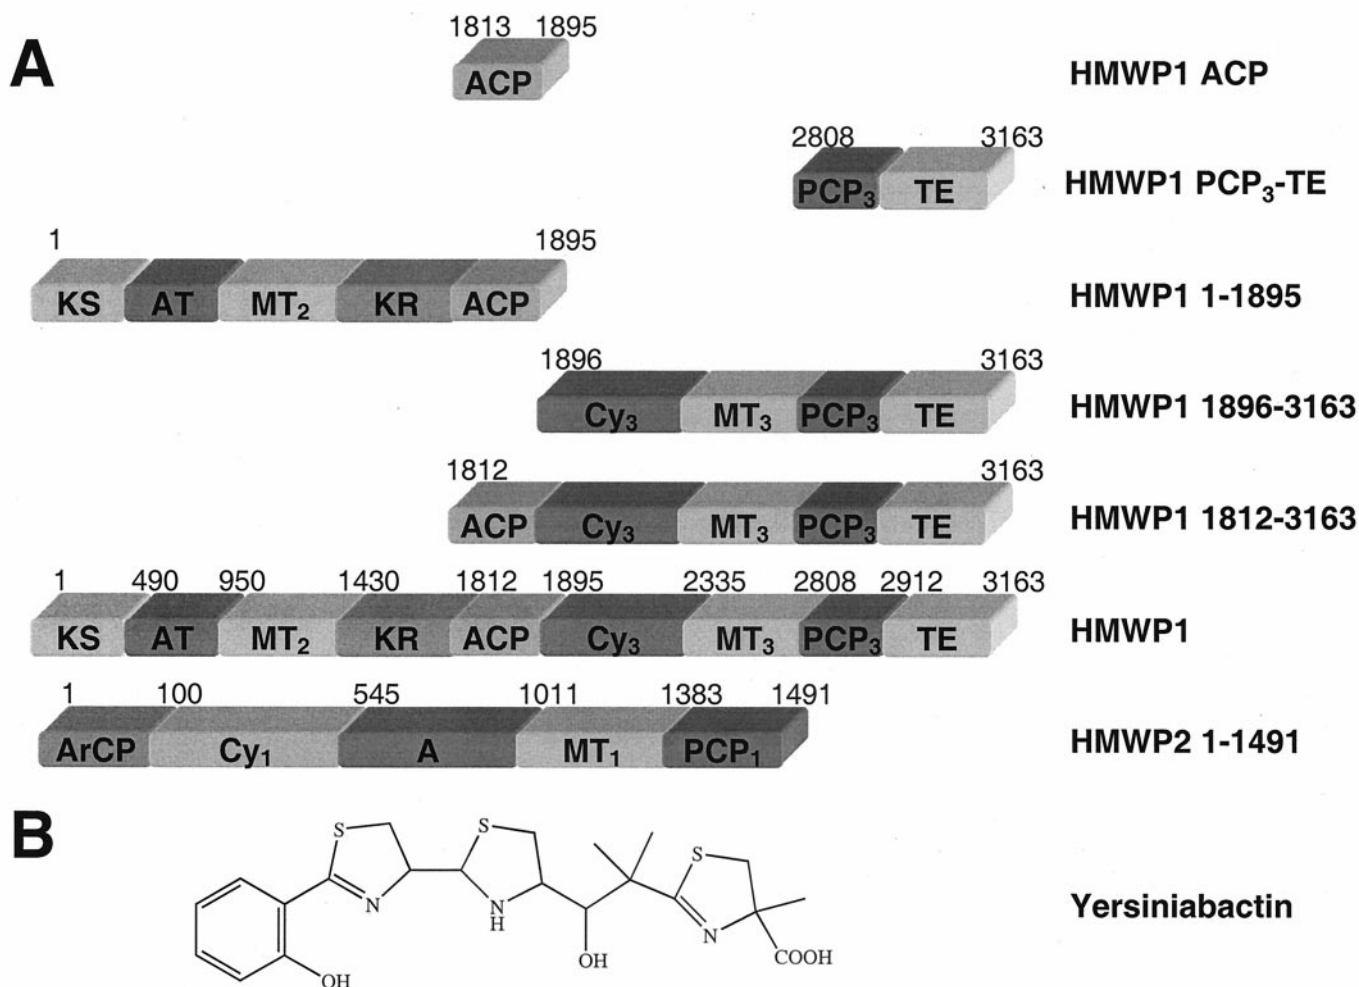 A
1813 1895
ACP
HMWP1 ACP
2808 3163
PCP₃ TE
HMWP1 PCP₃-TE
1 1895
KS AT MT₂ KR ACP
HMWP1 1-1895
1896 3163
Cy₃ MT₃ PCP₃ TE
HMWP1 1896-3163
1812 3163
ACP Cy₃ MT₃ PCP₃ TE
HMWP1 1812-3163
1 490 950 1430 1812 1895 2335 2808 2912 3163
KS AT MT₂ KR ACP Cy₃ MT₃ PCP₃ TE
HMWP1
1 100 545 1011 1383 1491
ArCP Cy₁ A MT₁ PCP₁
HMWP2 1-1491
B
S S
S
N N
H
N
OH OH COOH
Yersiniabactin